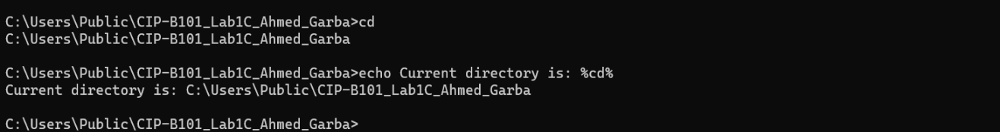 C:\Users\Public\CIP-B101_Lab1C_Ahmed_Garba>cd
C:\Users\Public\CIP-B101_Lab1C_Ahmed_Garba
C:\Users\Public\CIP-B101_Lab1C_Ahmed_Garba>echo Current directory is: %cd%
Current directory is: C:\Users\Public\CIP-B101_Lab1C_Ahmed_Garba
C:\Users\Public\CIP-B101_Lab1C_Ahmed_Garba>